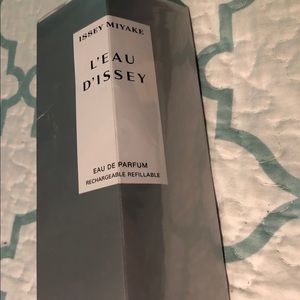 ISSEY MIYAKE
L'EAU
D'ISSEY
EAU DE PARFUM
RECHARGEABLE REFILLABLE